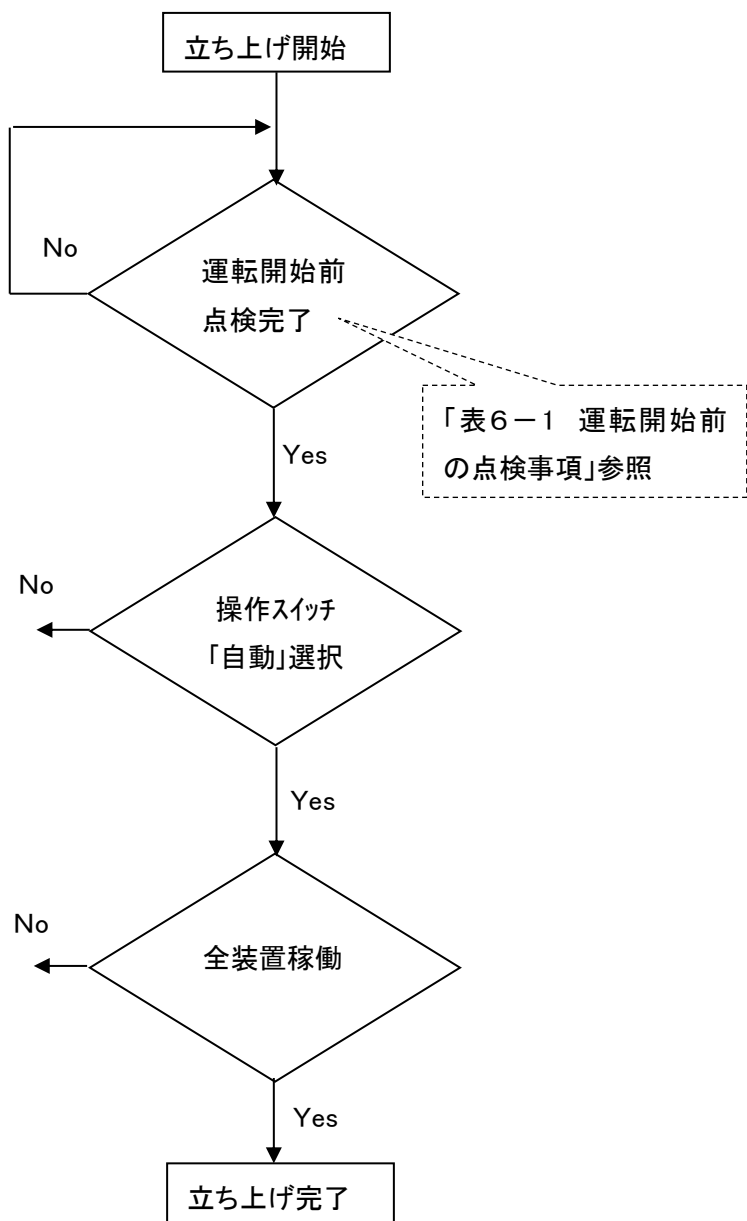 立ち上げ開始
No
運転開始前
点検完了
「表６－１　運転開始前
の点検事項」参照
Yes
No
操作ｽｲｯﾁ
「自動」選択
Yes
No
全装置稼働
Yes
立ち上げ完了